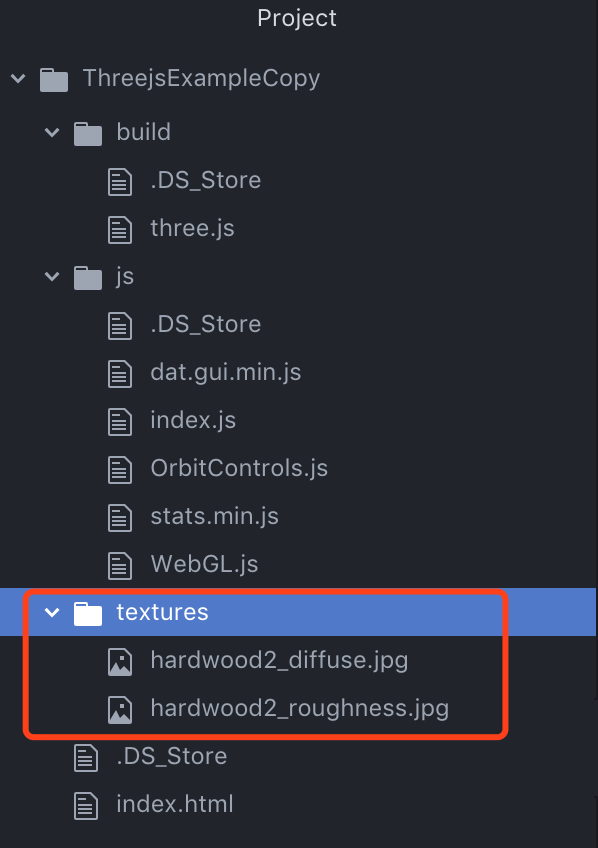 Project
ThreejsExampleCopy
build
.DS_Store
three.js
js
.DS_Store
dat.gui.min.js
index.js
OrbitControls.js
stats.min.js
WebGL.js
textures
hardwood2_diffuse.jpg
hardwood2_roughness.jpg
.DS_Store
index.html